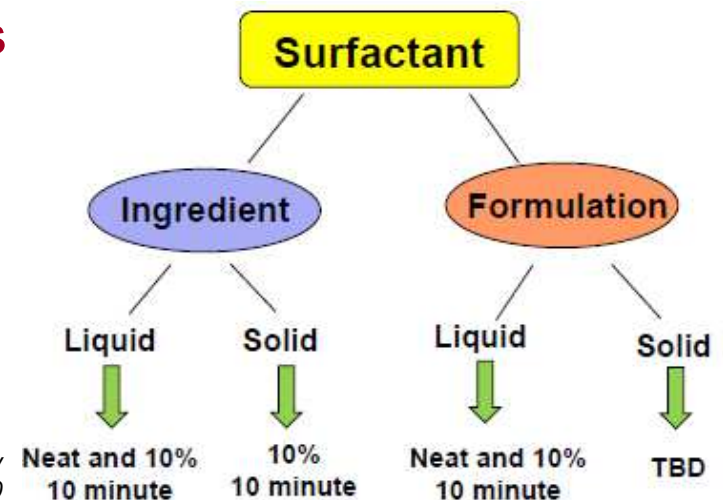 s
Surfactant
Ingredient
Formulation
Liquid
Solid
Liquid
Solid
Neat and 10%
10 minute
10%
10 minute
Neat and 10%
10 minute
TBD